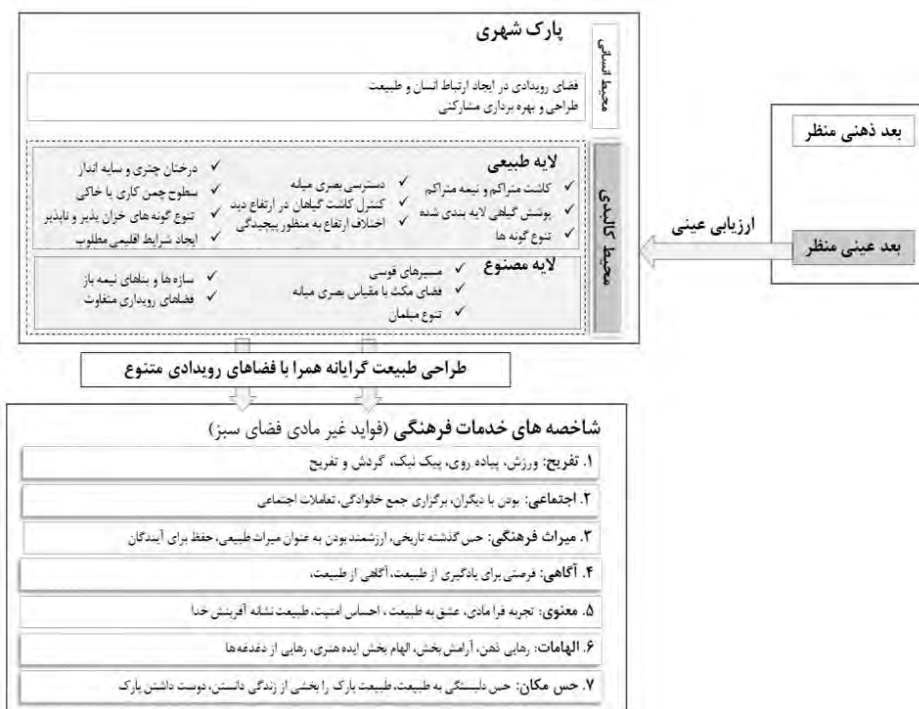 پارک شهری
محیط انسانی
فضای رویدادی در ایجاد ارتباط انسان و طبیعت
طراحی و بهره برداری مشارکتی
بعد ذهنی منظر
بعد عینی منظر
ارزیابی عینی
محیط کالبدی
لایه طبیعی
✓ کاشت متراکم و نیمه متراکم
✓ پوشش گیاهی لایه بندی شده
✓ تنوع گونه ها
✓ دسترسی بصری میانه
✓ کنترل کاشت گیاهان در ارتفاع دید
✓ اختلاف ارتفاع به منظور پیچیدگی
✓ درختان چتری و سایه انداز
✓ سطوح چمن کاری یا خاکی
✓ تنوع گونه های خزان پذیر و ناپذیر
✓ ایجاد شرایط اقلیمی مطلوب
لایه مصنوع
✓ مسیرهای قوسی
✓ فضای مکث با مقیاس بصری میانه
✓ تنوع مبلمان
✓ سازه ها و بناهای نیمه باز
✓ فضاهای رویداری متفاوت
طراحی طبیعت گرایانه همرا با فضاهای رویدادی متنوع
شاخصه های خدمات فرهنگی (فواید غیر مادی فضای سبز)
۱. تفریح: ورزش، پیاده روی، پیک نیک، گردش و تفریح
۲. اجتماعی: بودن با دیگران، برگزاری جمع خانوادگی، تعاملات اجتماعی
۳. میراث فرهنگی: حس گذشته تاریخی، ارزشمند بودن به عنوان میراث طبیعی، حفظ برای آیندگان
۴. آگاهی: فرصتی برای یادگیری از طبیعت، آگاهی از طبیعت،
۵. معنوی: تجربه فرا مادی، عشق به طبیعت، احساس امنیت، طبیعت نشانه آفرینش خدا
۶. الهامات: رهایی ذهن، آرامش بخش، الهام بخش ایده هنری، رهایی از دغدغه‌ها
۷. حس مکان: حس دلبستگی به طبیعت، طبیعت پارک را بخشی از زندگی دانستن، دوست داشتن پارک